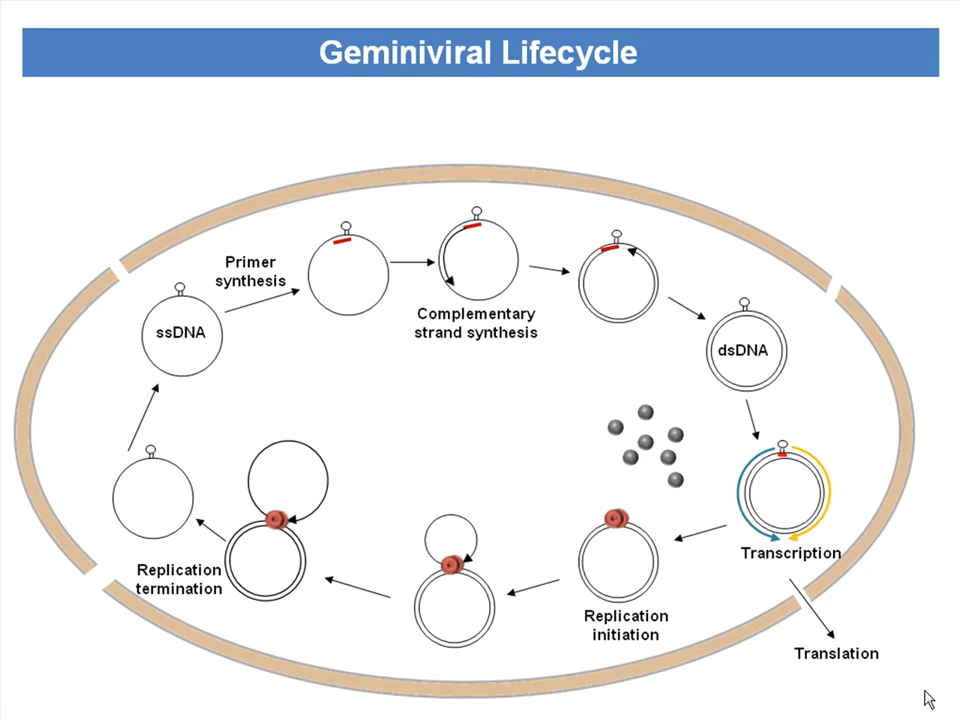 Geminiviral Lifecycle
Primer
synthesis
ssDNA
Complementary
strand synthesis
dsDNA
Transcription
Translation
Replication
initiation
Replication
termination